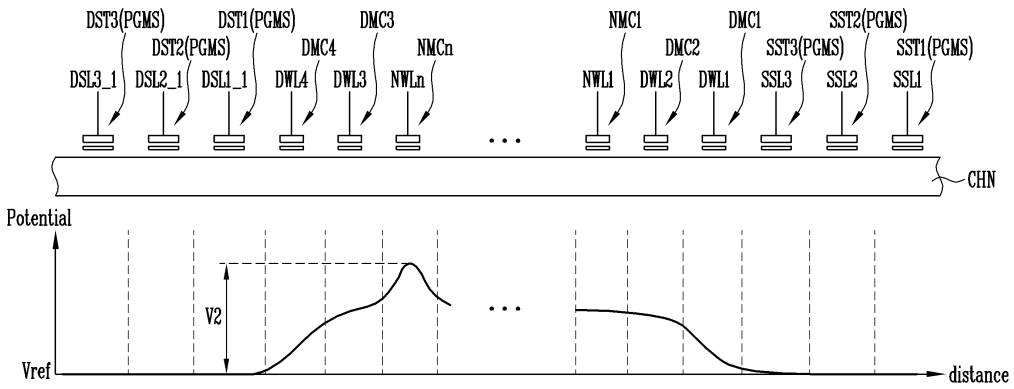 DST3(PGMS) DST1(PGMS) DMC3 NMC1 DMC1 SST2(PGMS)
DST2(PGMS) DMC4 NMCn DMC2 SST3(PGMS) SST1(PGMS)
DSL3_1 DSL2_1 DSL1_1 DWL4 DWL3 NWLn NWL1 DWL2 DWL1 SSL3 SSL2 SSL1
CHN
Potential
V2
Vref
distance